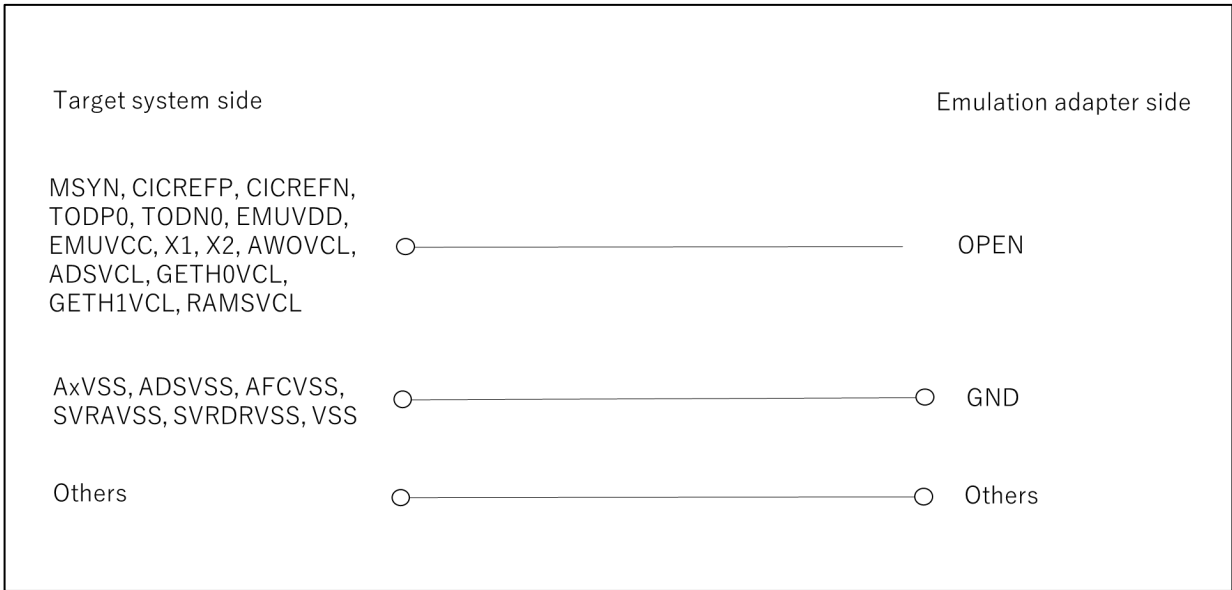 Target system side
Emulation adapter side
MSYN, CICREFP, CICREFN,
TODP0, TODN0, EMUVDD,
EMUVCC, X1, X2, AWOVCL,
ADSVCL, GETH0VCL,
GETH1VCL, RAMSVCL
OPEN
AxVSS, ADSVSS, AFCVSS,
SVRAVSS, SVRDRVSS, VSS
GND
Others
Others